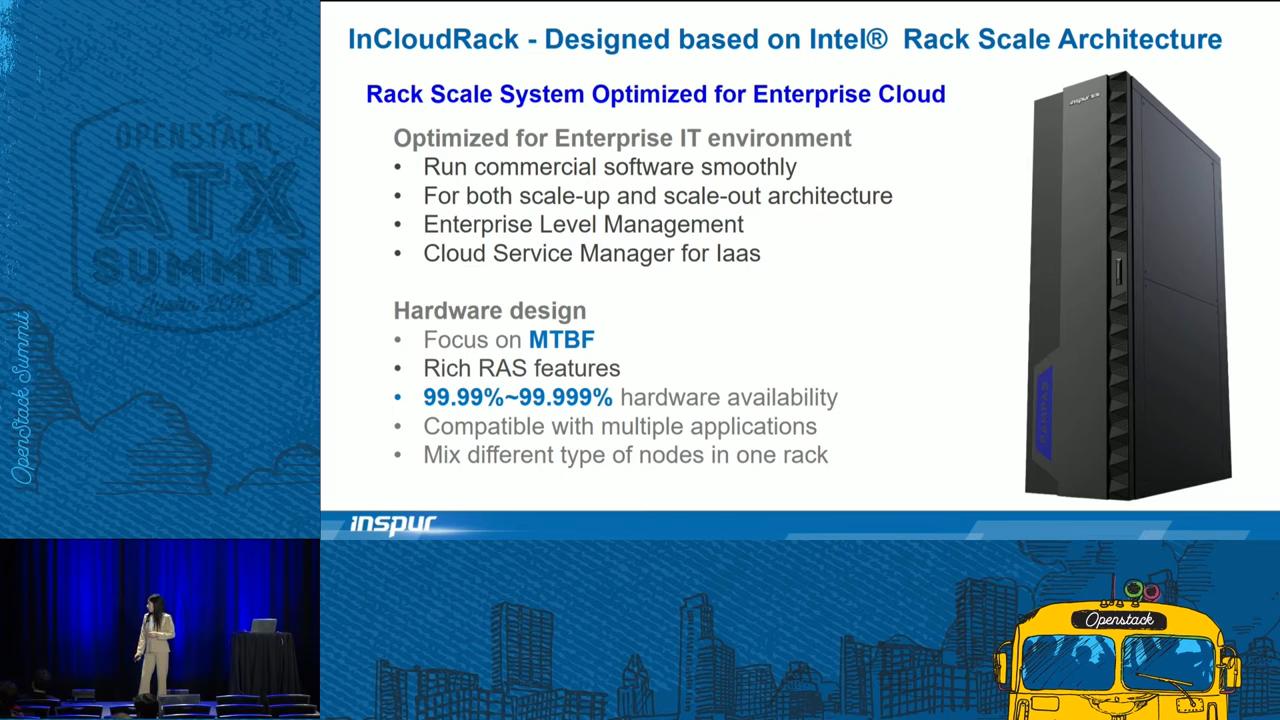 InCloudRack - Designed based on Intel® Rack Scale Architecture
Rack Scale System Optimized for Enterprise Cloud
Optimized for Enterprise IT environment
• Run commercial software smoothly
• For both scale-up and scale-out architecture
• Enterprise Level Management
• Cloud Service Manager for Iaas
Hardware design
• Focus on MTBF
• Rich RAS features
• 99.99%~99.999% hardware availability
• Compatible with multiple applications
• Mix different type of nodes in one rack
inspur
inspur
OPENSTACK
ATX
SUMMIT
Austin 2016
OpenStack Summit
Openstack